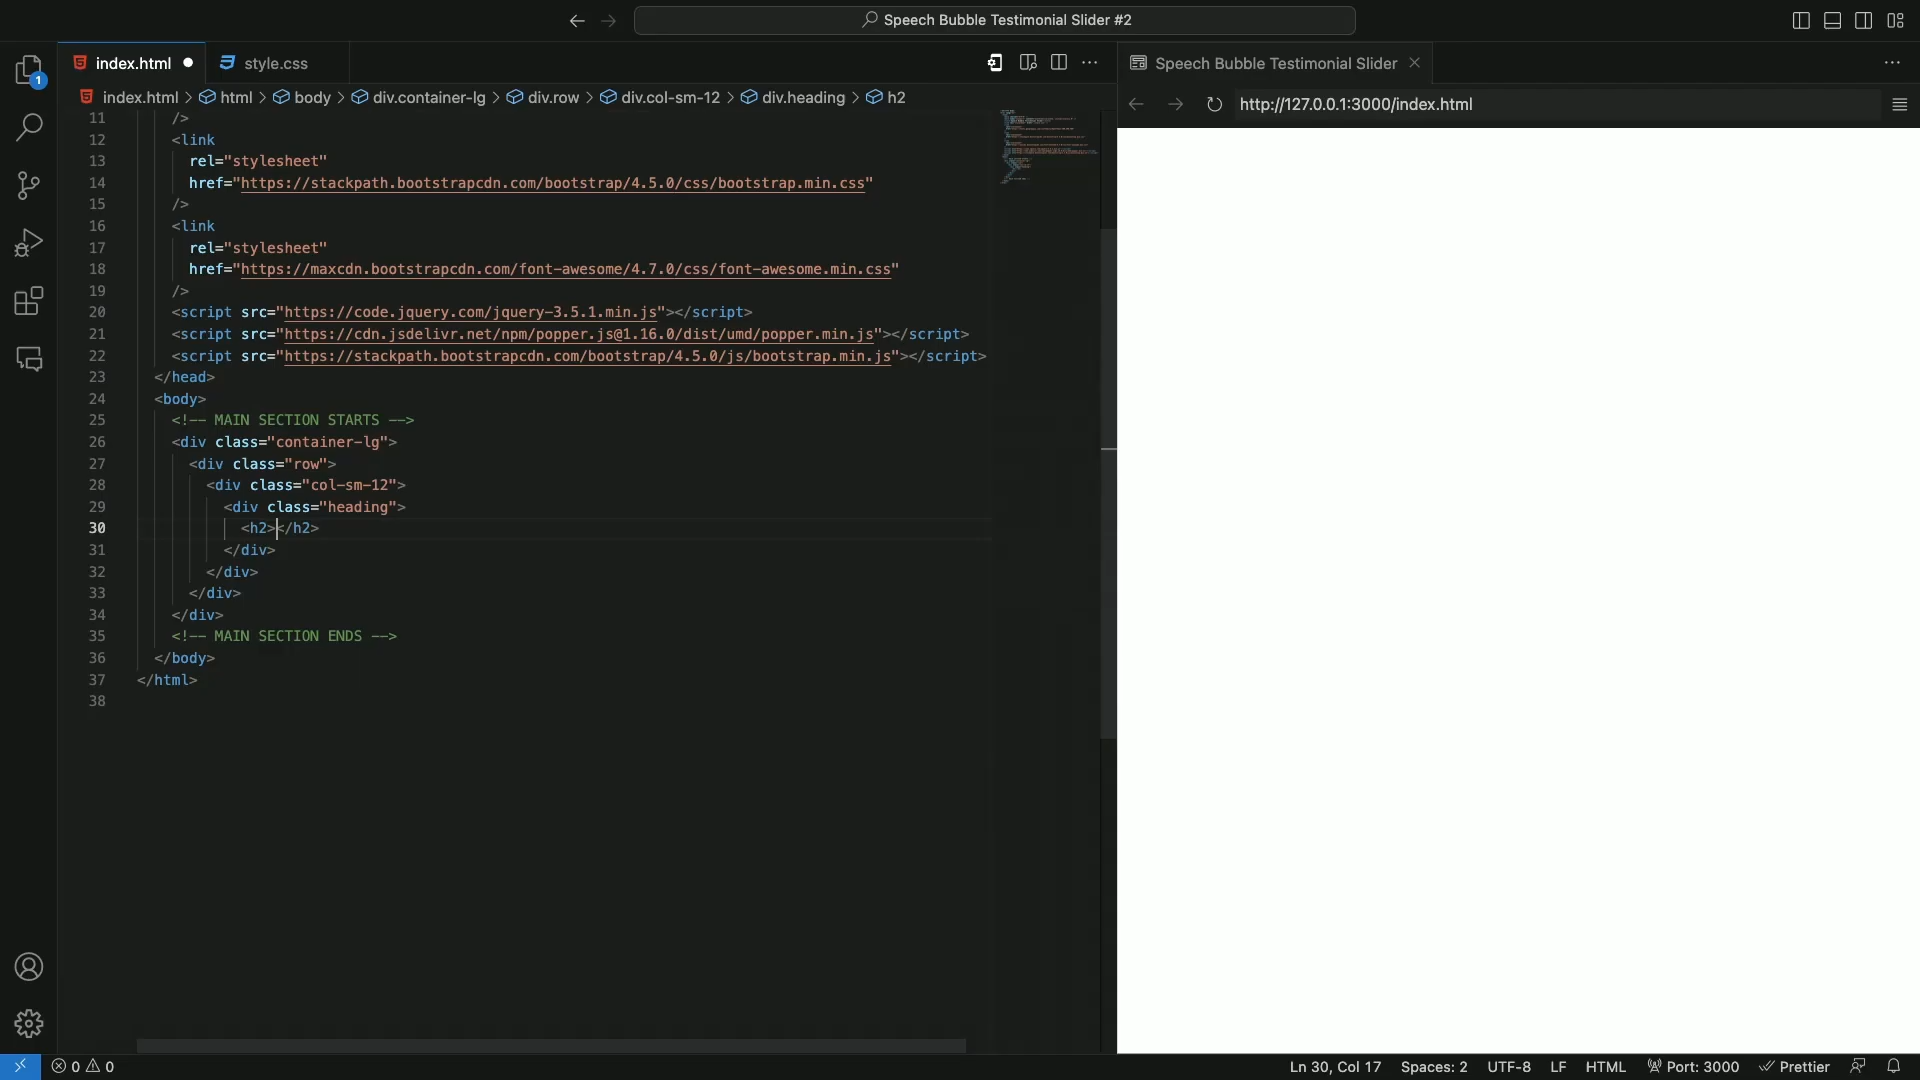 Speech Bubble Testimonial Slider #2
index.html
style.css
Speech Bubble Testimonial Slider
1
index.html > html > body > div.container-lg > div.row > div.col-sm-12 > div.heading > h2
http://127.0.0.1:3000/index.html
11 />
12 <link
13 rel="stylesheet"
14 href="https://stackpath.bootstrapcdn.com/bootstrap/4.5.0/css/bootstrap.min.css"
15 />
16 <link
17 rel="stylesheet"
18 href="https://maxcdn.bootstrapcdn.com/font-awesome/4.7.0/css/font-awesome.min.css"
19 />
20 <script src="https://code.jquery.com/jquery-3.5.1.min.js"></script>
21 <script src="https://cdn.jsdelivr.net/npm/popper.js@1.16.0/dist/umd/popper.min.js"></script>
22 <script src="https://stackpath.bootstrapcdn.com/bootstrap/4.5.0/js/bootstrap.min.js"></script>
23 </head>
24 <body>
25 <!-- MAIN SECTION STARTS -->
26 <div class="container-lg">
27 <div class="row">
28 <div class="col-sm-12">
29 <div class="heading">
30 <h2></h2>
31 </div>
32 </div>
33 </div>
34 </div>
35 <!-- MAIN SECTION ENDS -->
36 </body>
37 </html>
38
0 0 Ln 30, Col 17 Spaces: 2 UTF-8 LF HTML Port: 3000 Prettier